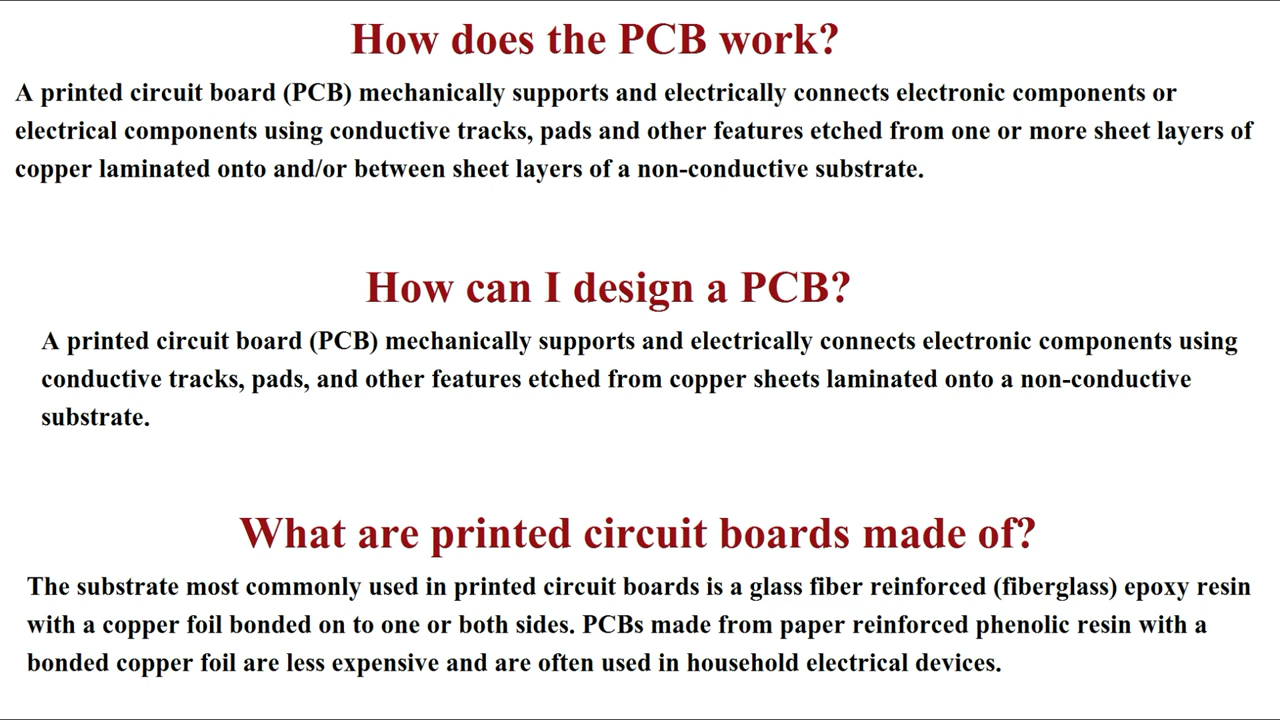 How does the PCB work?
A printed circuit board (PCB) mechanically supports and electrically connects electronic components or
electrical components using conductive tracks, pads and other features etched from one or more sheet layers of
copper laminated onto and/or between sheet layers of a non-conductive substrate.
How can I design a PCB?
A printed circuit board (PCB) mechanically supports and electrically connects electronic components using
conductive tracks, pads, and other features etched from copper sheets laminated onto a non-conductive
substrate.
What are printed circuit boards made of?
The substrate most commonly used in printed circuit boards is a glass fiber reinforced (fiberglass) epoxy resin
with a copper foil bonded on to one or both sides. PCBs made from paper reinforced phenolic resin with a
bonded copper foil are less expensive and are often used in household electrical devices.